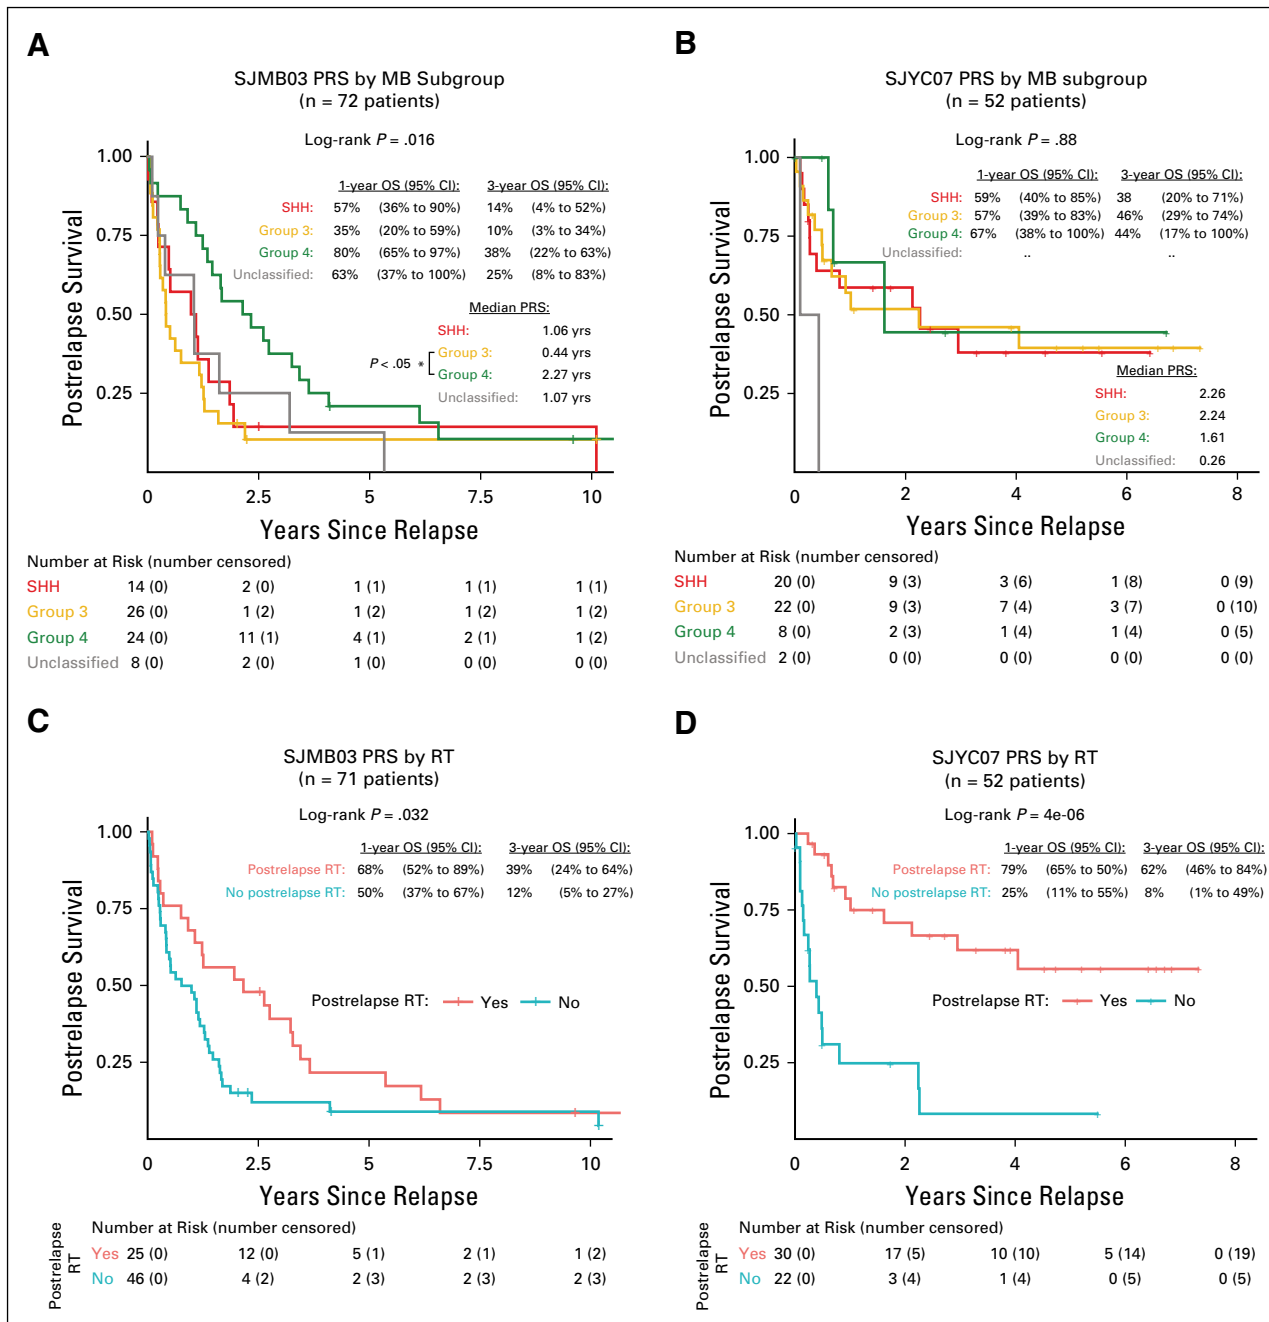 A
SJMB03 PRS by MB Subgroup
(n = 72 patients)
Log-rank P = .016
1-year OS (95% CI): 3-year OS (95% CI):
SHH: 57% (36% to 90%) 14% (4% to 52%)
Group 3: 35% (20% to 59%) 10% (3% to 34%)
Group 4: 80% (65% to 97%) 38% (22% to 63%)
Unclassified: 63% (37% to 100%) 25% (8% to 83%)
Median PRS:
SHH: 1.06 yrs
Group 3: 0.44 yrs
P < .05 *
Group 4: 2.27 yrs
Unclassified: 1.07 yrs
Postrelapse Survival
1.00
0.75
0.50
0.25
0 2.5 5 7.5 10
Years Since Relapse
Number at Risk (number censored)
SHH 14 (0) 2 (0) 1 (1) 1 (1) 1 (1)
Group 3 26 (0) 1 (2) 1 (2) 1 (2) 1 (2)
Group 4 24 (0) 11 (1) 4 (1) 2 (1) 1 (2)
Unclassified 8 (0) 2 (0) 1 (0) 0 (0) 0 (0)
B
SJYC07 PRS by MB subgroup
(n = 52 patients)
Log-rank P = .88
1-year OS (95% CI): 3-year OS (95% CI):
SHH: 59% (40% to 85%) 38 (20% to 71%)
Group 3: 57% (39% to 83%) 46% (29% to 74%)
Group 4: 67% (38% to 100%) 44% (17% to 100%)
Unclassified: .. ..
Median PRS:
SHH: 2.26
Group 3: 2.24
Group 4: 1.61
Unclassified: 0.26
Postrelapse Survival
1.00
0.75
0.50
0.25
0 2 4 6 8
Years Since Relapse
Number at Risk (number censored)
SHH 20 (0) 9 (3) 3 (6) 1 (8) 0 (9)
Group 3 22 (0) 9 (3) 7 (4) 3 (7) 0 (10)
Group 4 8 (0) 2 (3) 1 (4) 1 (4) 0 (5)
Unclassified 2 (0) 0 (0) 0 (0) 0 (0) 0 (0)
C
SJMB03 PRS by RT
(n = 71 patients)
Log-rank P = .032
1-year OS (95% CI): 3-year OS (95% CI):
Postrelapse RT: 68% (52% to 89%) 39% (24% to 64%)
No postrelapse RT: 50% (37% to 67%) 12% (5% to 27%)
Postrelapse RT: Yes No
Postrelapse Survival
1.00
0.75
0.50
0.25
0 2.5 5 7.5 10
Years Since Relapse
Number at Risk (number censored)
Postrelapse RT
Yes 25 (0) 12 (0) 5 (1) 2 (1) 1 (2)
No 46 (0) 4 (2) 2 (3) 2 (3) 2 (3)
D
SJYC07 PRS by RT
(n = 52 patients)
Log-rank P = 4e-06
1-year OS (95% CI): 3-year OS (95% CI):
Postrelapse RT: 79% (65% to 50%) 62% (46% to 84%)
No postrelapse RT: 25% (11% to 55%) 8% (1% to 49%)
Postrelapse RT: Yes No
Postrelapse Survival
1.00
0.75
0.50
0.25
0 2 4 6 8
Years Since Relapse
Number at Risk (number censored)
Postrelapse RT
Yes 30 (0) 17 (5) 10 (10) 5 (14) 0 (19)
No 22 (0) 3 (4) 1 (4) 0 (5) 0 (5)